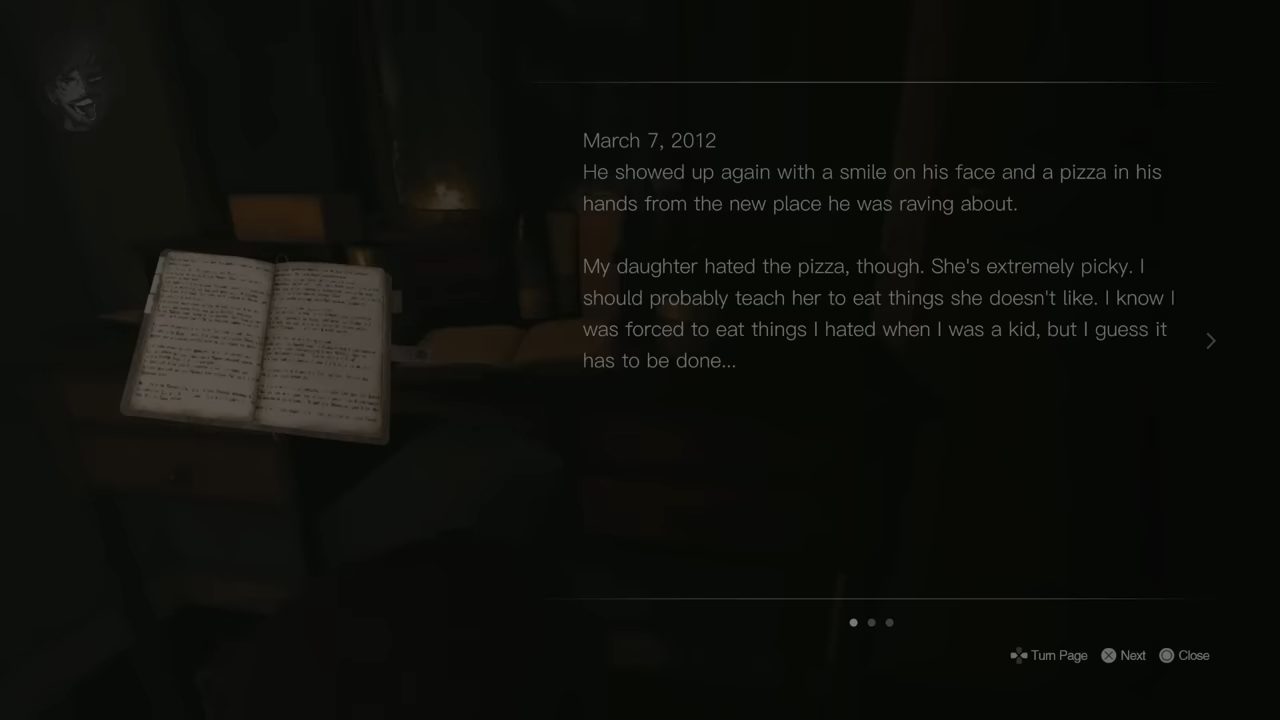 March 7, 2012
He showed up again with a smile on his face and a pizza in his
hands from the new place he was raving about.
My daughter hated the pizza, though. She's extremely picky. I
should probably teach her to eat things she doesn't like. I know I
was forced to eat things I hated when I was a kid, but I guess it
has to be done...
Turn Page Next Close